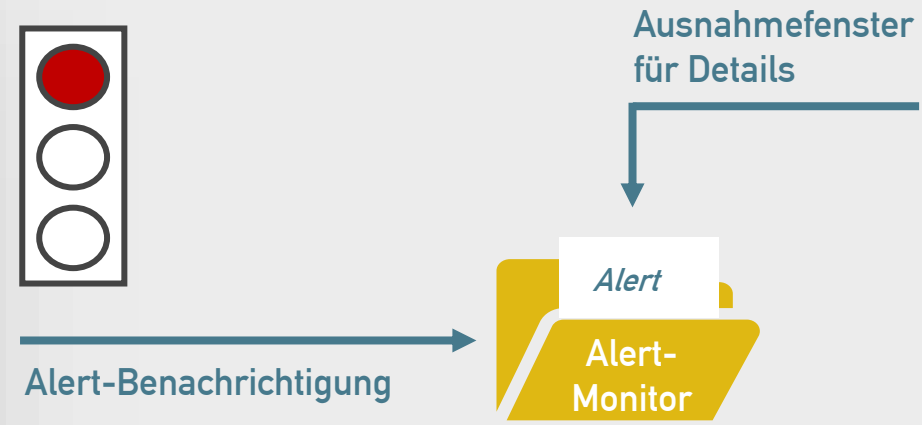 Ausnahmefenster
für Details
Alert
Alert-
Monitor
Alert-Benachrichtigung